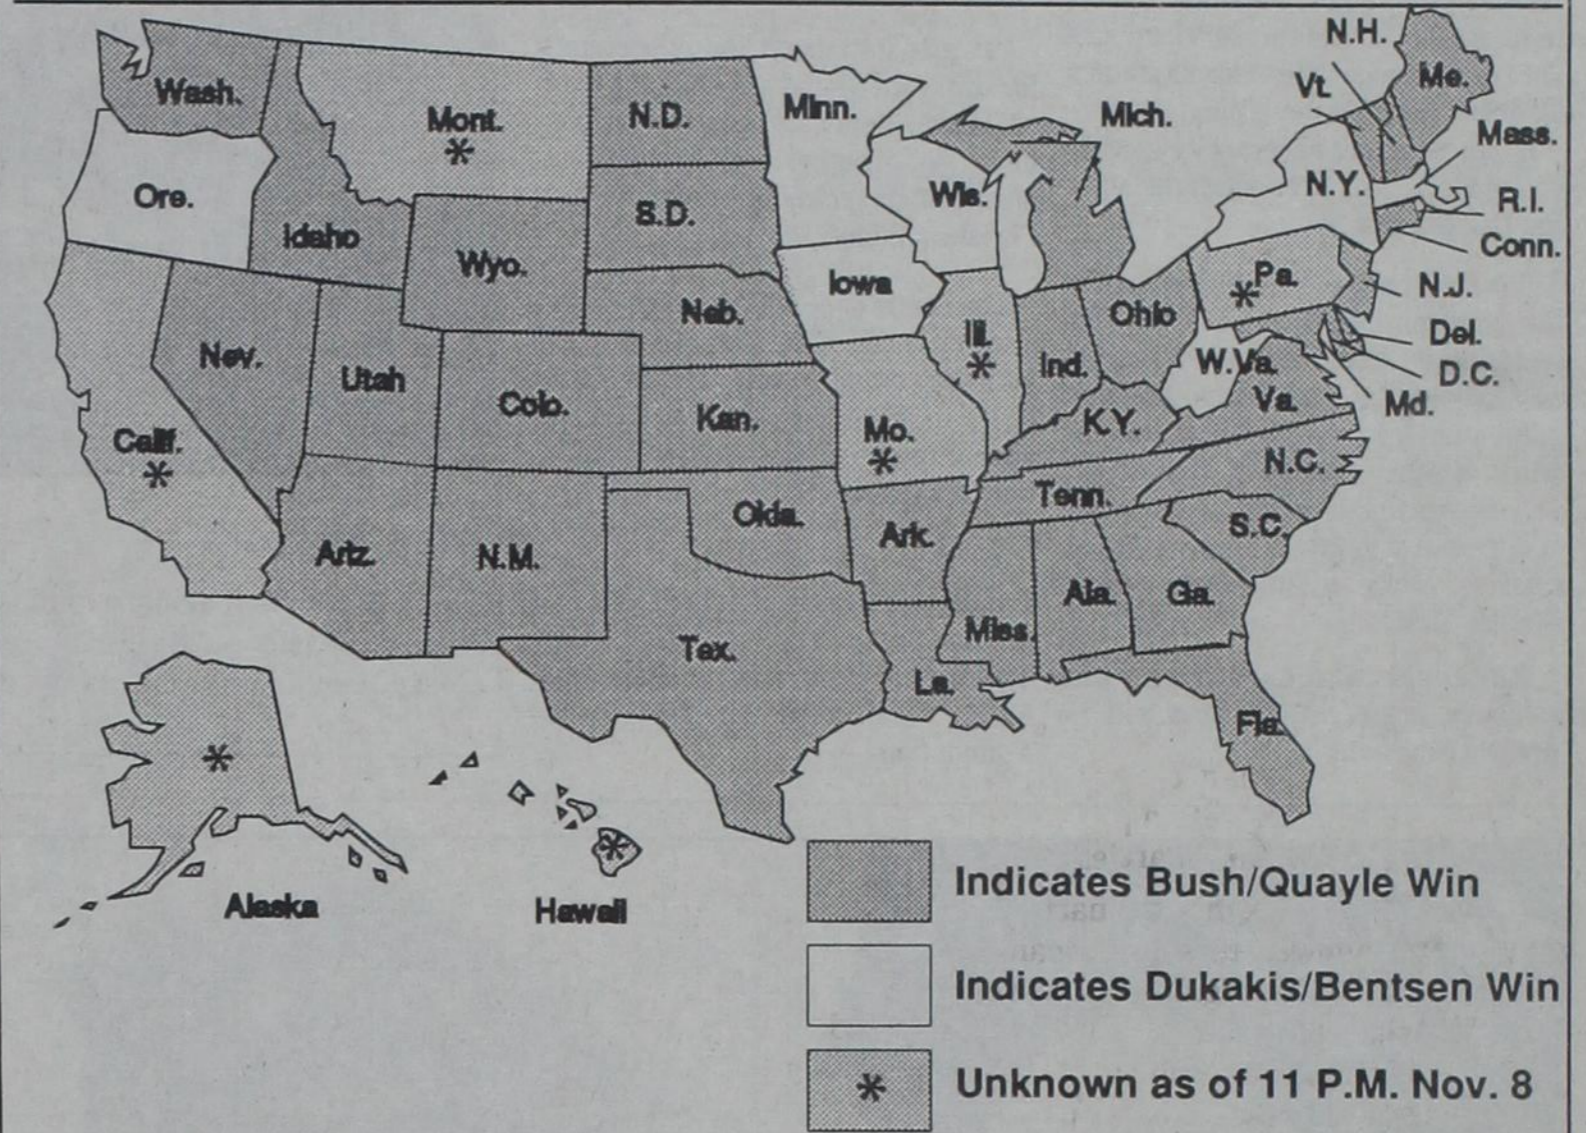 N.H.
Vt.
Me.
Wash.
Mont.
*
N.D.
Minn.
Mich.
Mass.
Ore.
Idaho
S.D.
Wis.
N.Y.
R.I.
Wyo.
Conn.
Iowa
Pa.
*
N.J.
Neb.
Ohio
Nev.
Utah
Ill.
*
Ind.
W.Va.
Del.
D.C.
Colo.
Kan.
Va.
Md.
Calif.
*
Mo.
*
K.Y.
N.C.
Tenn.
Okla.
Ark.
S.C.
Ariz.
N.M.
Ala.
Ga.
Miss.
Tex.
La.
Fla.
*
*
Alaska
Hawaii
Indicates Bush/Quayle Win
Indicates Dukakis/Bentsen Win
* Unknown as of 11 P.M. Nov. 8